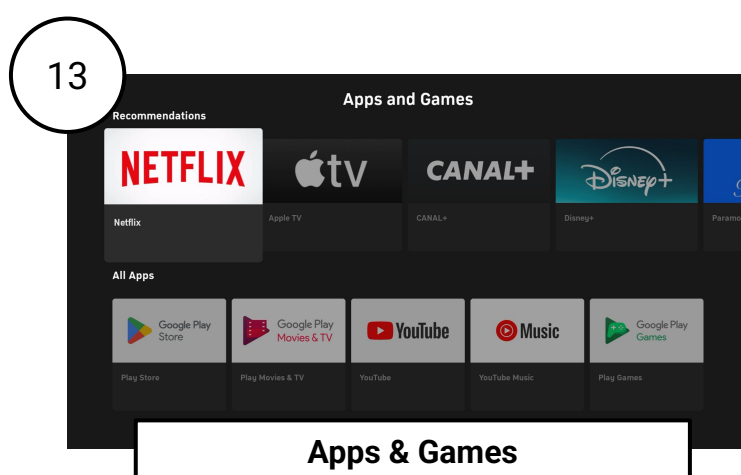 13
Apps and Games
Recommendations
NETFLIX
tv
CANAL+
Disney+
Netflix
Apple TV
CANAL+
Disney+
Paramo
All Apps
Google Play
Store
Google Play
Movies & TV
YouTube
Music
Google Play
Games
Play Store
Play Movies & TV
YouTube
YouTube Music
Play Games
Apps & Games